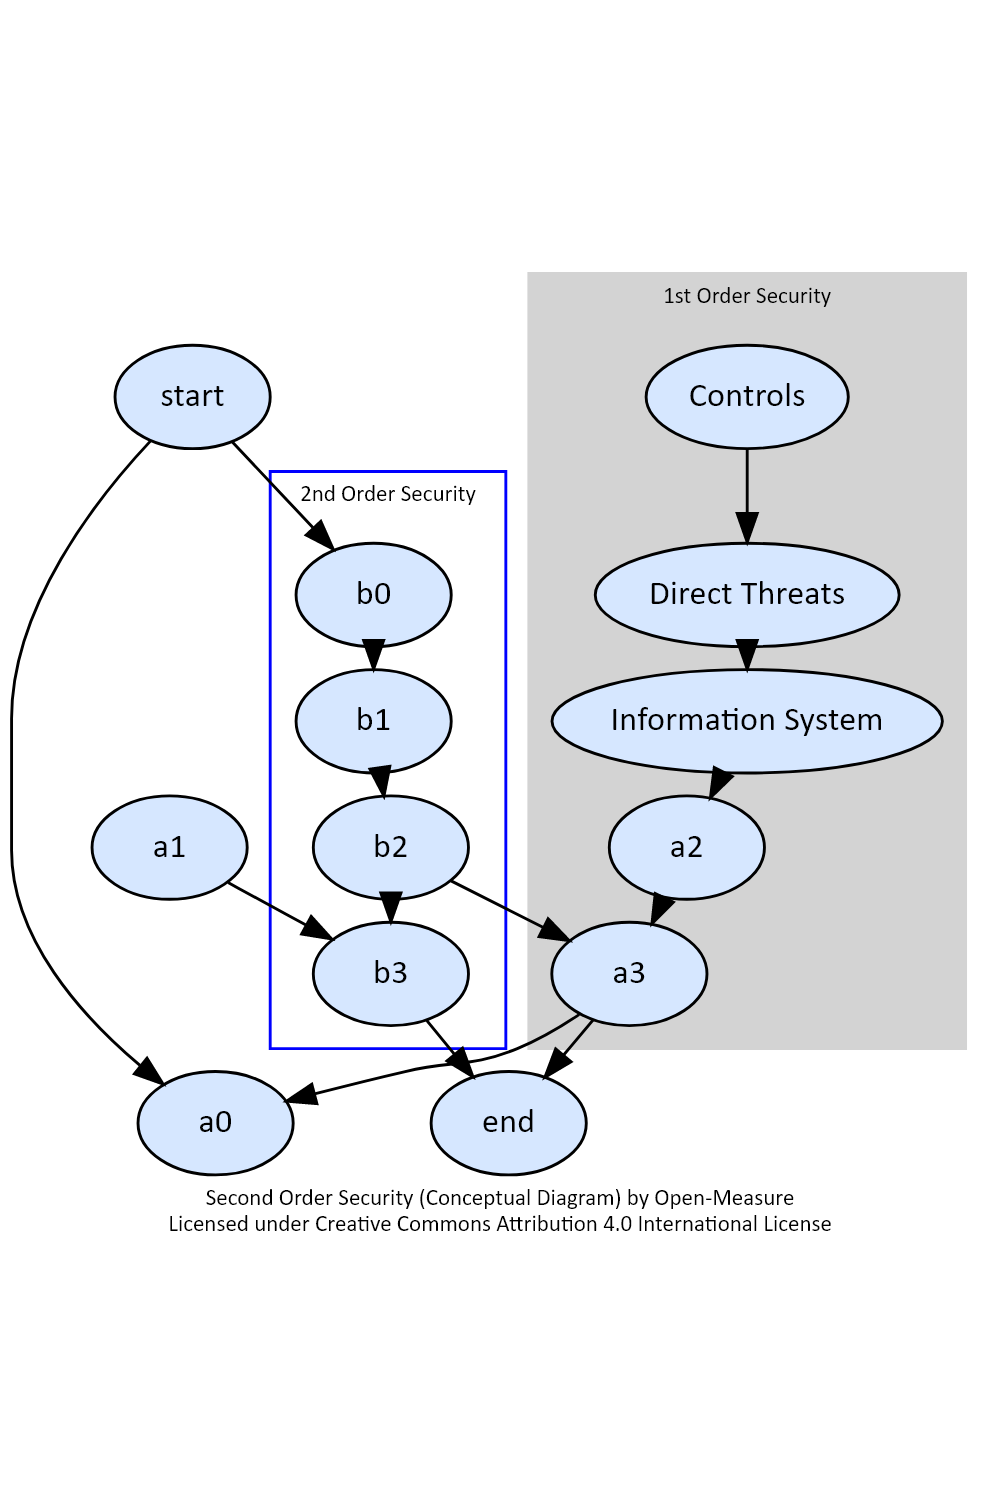 1st Order Security
start
Controls
2nd Order Security
b0
Direct Threats
b1
Information System
a1
b2
a2
b3
a3
a0
end
Second Order Security (Conceptual Diagram) by Open-Measure
Licensed under Creative Commons Attribution 4.0 International License